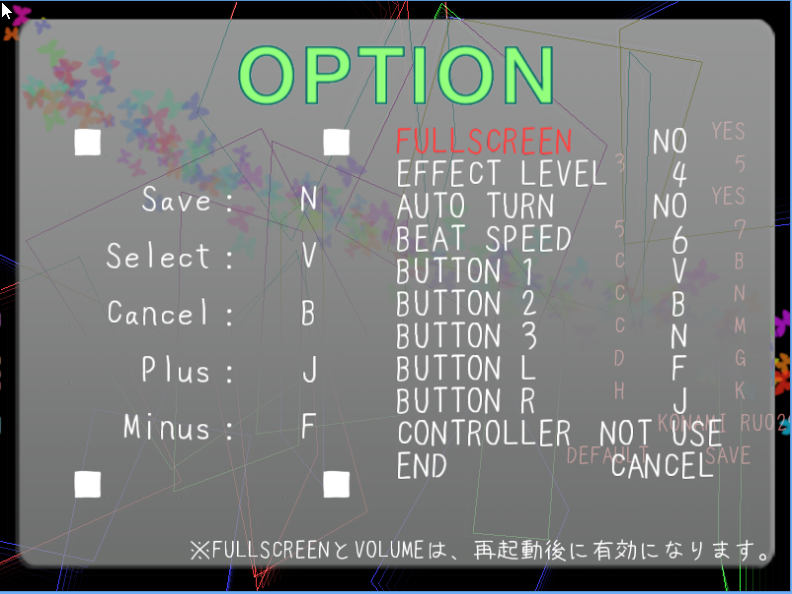 OPTION
Save : N
Select : V
Cancel : B
Plus : J
Minus : F
FULLSCREEN NO YES
EFFECT LEVEL 3 4 5
AUTO TURN NO YES
BEAT SPEED 5 6 7
BUTTON 1 C V B
BUTTON 2 C B N
BUTTON 3 C N M
BUTTON L D F G
BUTTON R H J K
CONTROLLER NOT USE KONAMI RU02
END DEFAULT CANCEL SAVE
※FULLSCREENとVOLUMEは、再起動後に有効になります。